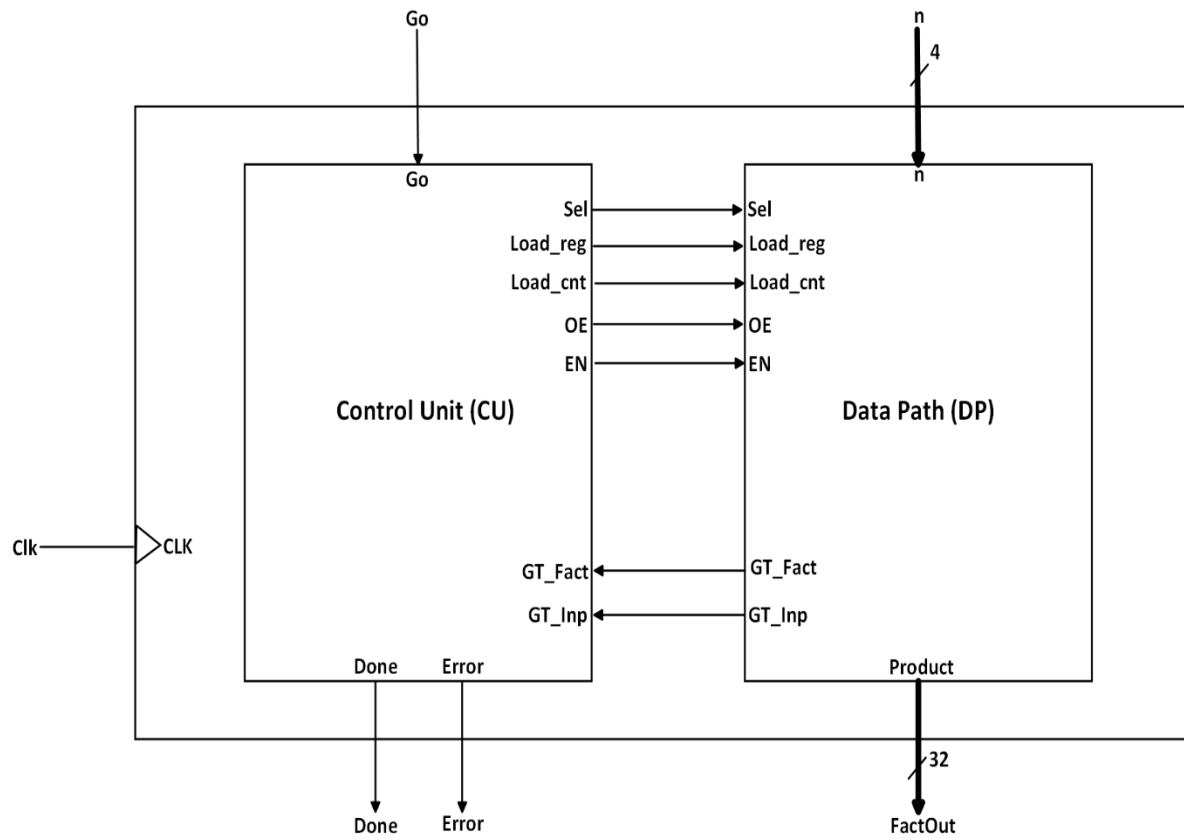 Go
n
4
Go
n
Sel
Sel
Load_reg
Load_reg
Load_cnt
Load_cnt
OE
OE
EN
EN
Control Unit (CU)
Data Path (DP)
Clk
CLK
GT_Fact
GT_Fact
GT_Inp
GT_Inp
Done
Error
Product
32
Done
Error
FactOut